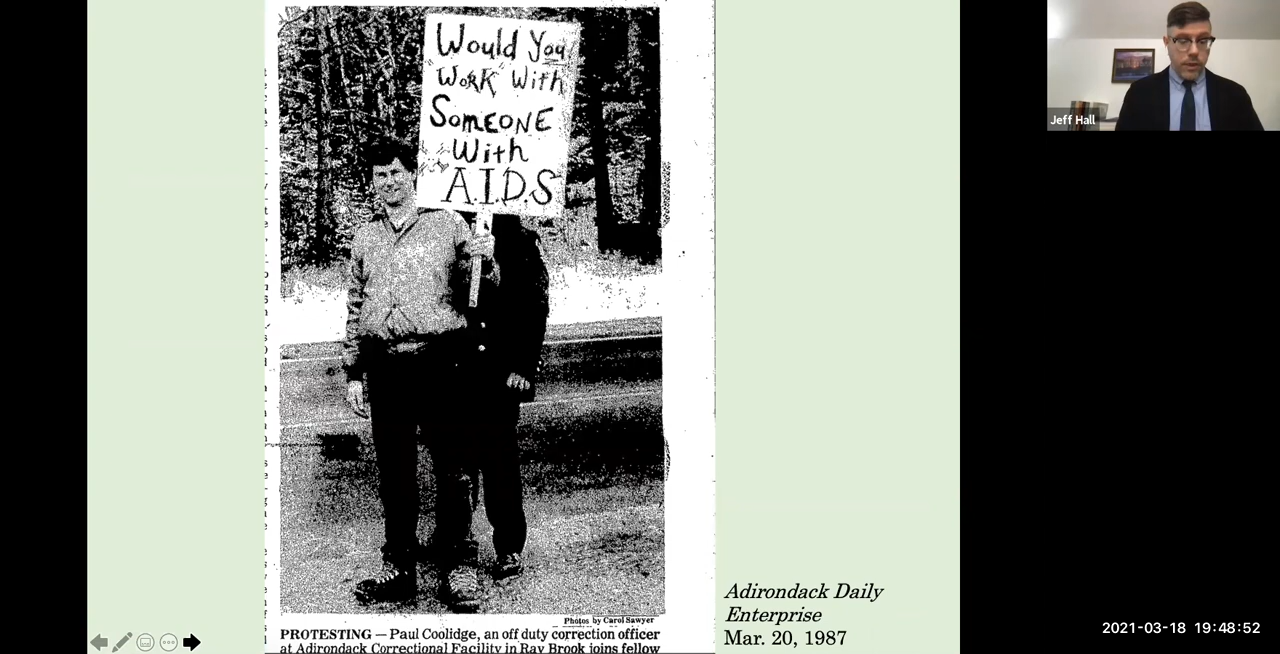 Would You
"Work" With
SOMEONE
With
A.I.D.S
Photos by Carol Sawyer
PROTESTING — Paul Coolidge, an off duty correction officer
at Adirondack Correctional Facility in Ray Brook joins fellow
Adirondack Daily
Enterprise
Mar. 20, 1987
Jeff Hall
2021-03-18 19:48:52